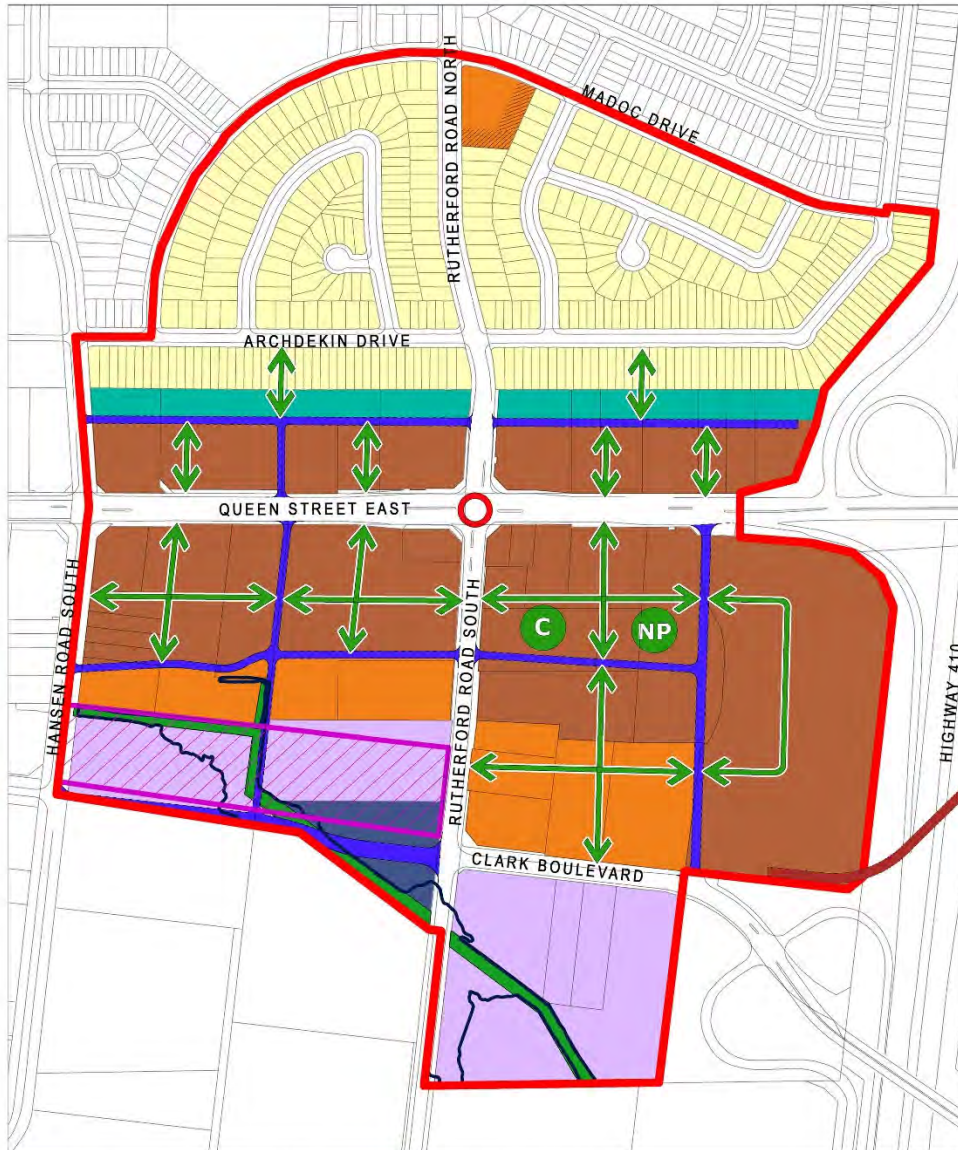 RUTHERFORD ROAD NORTH
MADOC DRIVE
ARCHDEKIN DRIVE
QUEEN STREET EAST
HANSEN ROAD SOUTH
RUTHERFORD ROAD SOUTH
C
NP
HIGHWAY 410
CLARK BOULEVARD